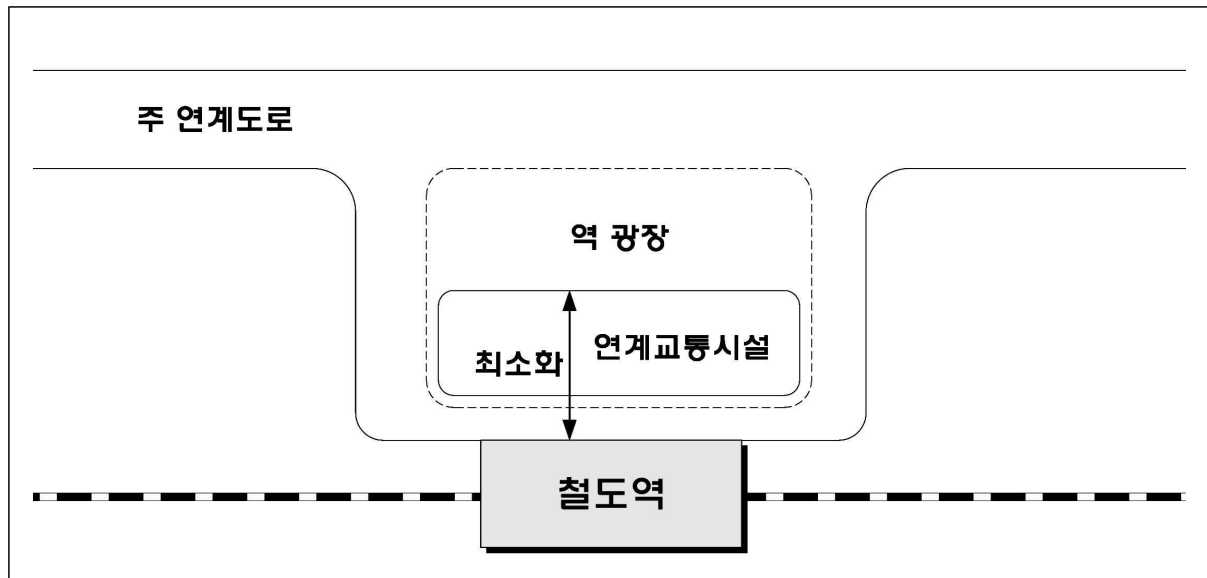 주 연계도로
역 광장
최소화
연계교통시설
철도역